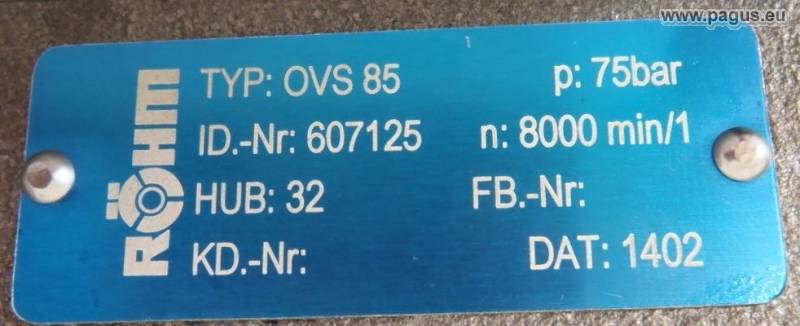 www.pagus.eu
RÖHM
TYP: OVS 85 p: 75bar
ID.-Nr: 607125 n: 8000 min/1
HUB: 32 FB.-Nr:
KD.-Nr: DAT: 1402